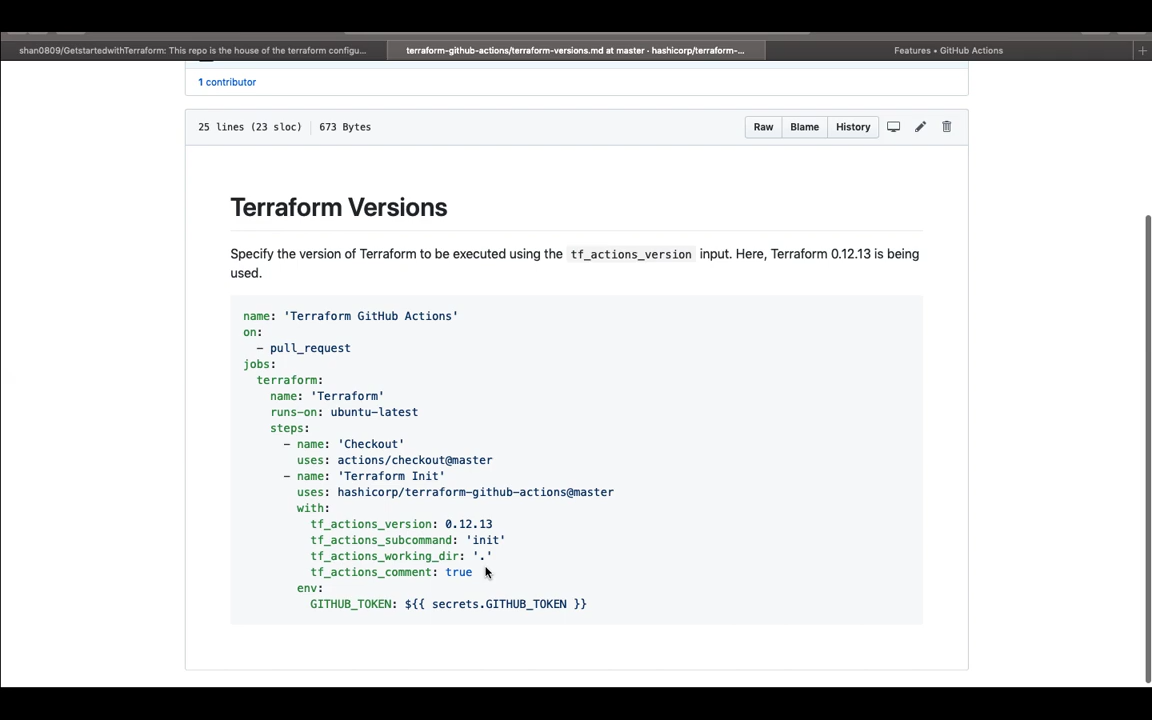 shan0809/GetstartedwithTerraform: This repo is the house of the terraform configu...
terraform-github-actions/terraform-versions.md at master · hashicorp/terraform-...
Features • GitHub Actions
1 contributor
25 lines (23 sloc) 673 Bytes
Raw Blame History
Terraform Versions
Specify the version of Terraform to be executed using the tf_actions_version input. Here, Terraform 0.12.13 is being
used.
name: 'Terraform GitHub Actions'
on:
  - pull_request
jobs:
  terraform:
    name: 'Terraform'
    runs-on: ubuntu-latest
    steps:
      - name: 'Checkout'
        uses: actions/checkout@master
      - name: 'Terraform Init'
        uses: hashicorp/terraform-github-actions@master
        with:
          tf_actions_version: 0.12.13
          tf_actions_subcommand: 'init'
          tf_actions_working_dir: '.'
          tf_actions_comment: true
        env:
          GITHUB_TOKEN: ${{ secrets.GITHUB_TOKEN }}